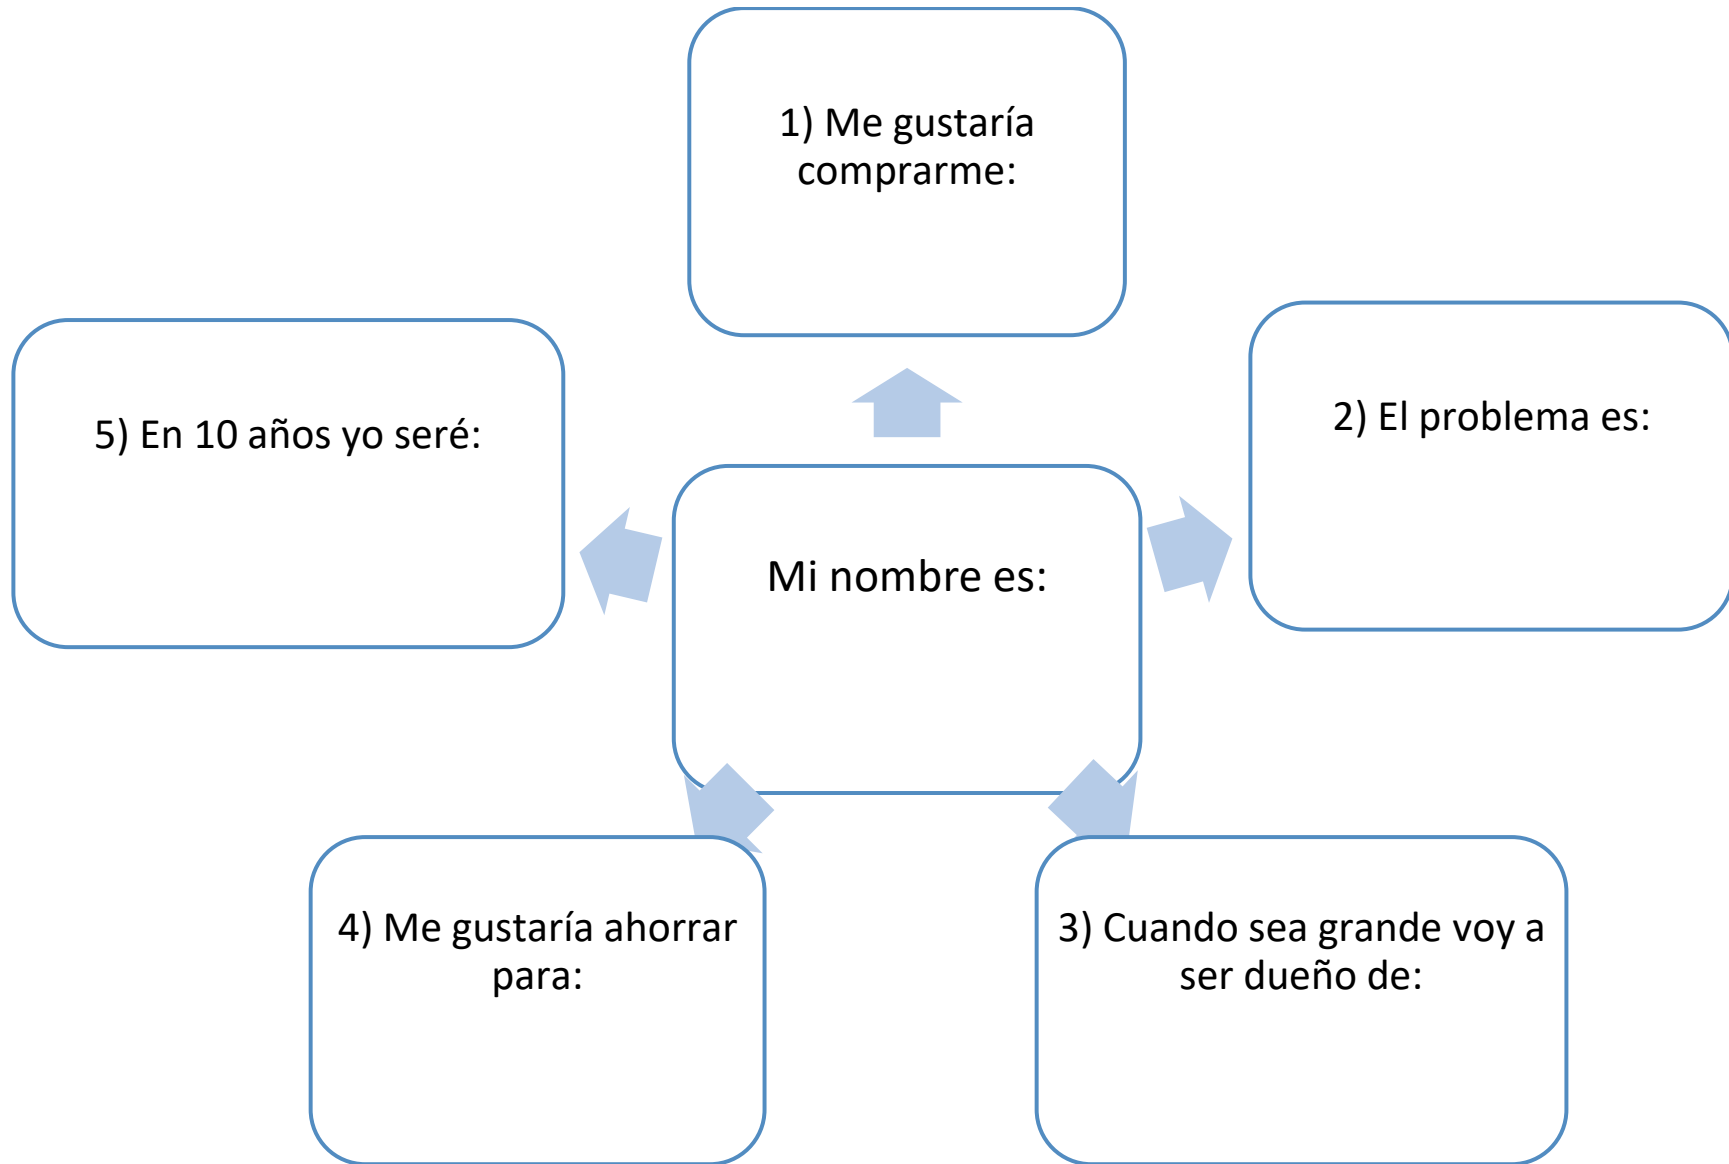 1) Me gustaría
comprarme:
2) El problema es:
5) En 10 años yo seré:
Mi nombre es:
4) Me gustaría ahorrar
para:
3) Cuando sea grande voy a
ser dueño de: